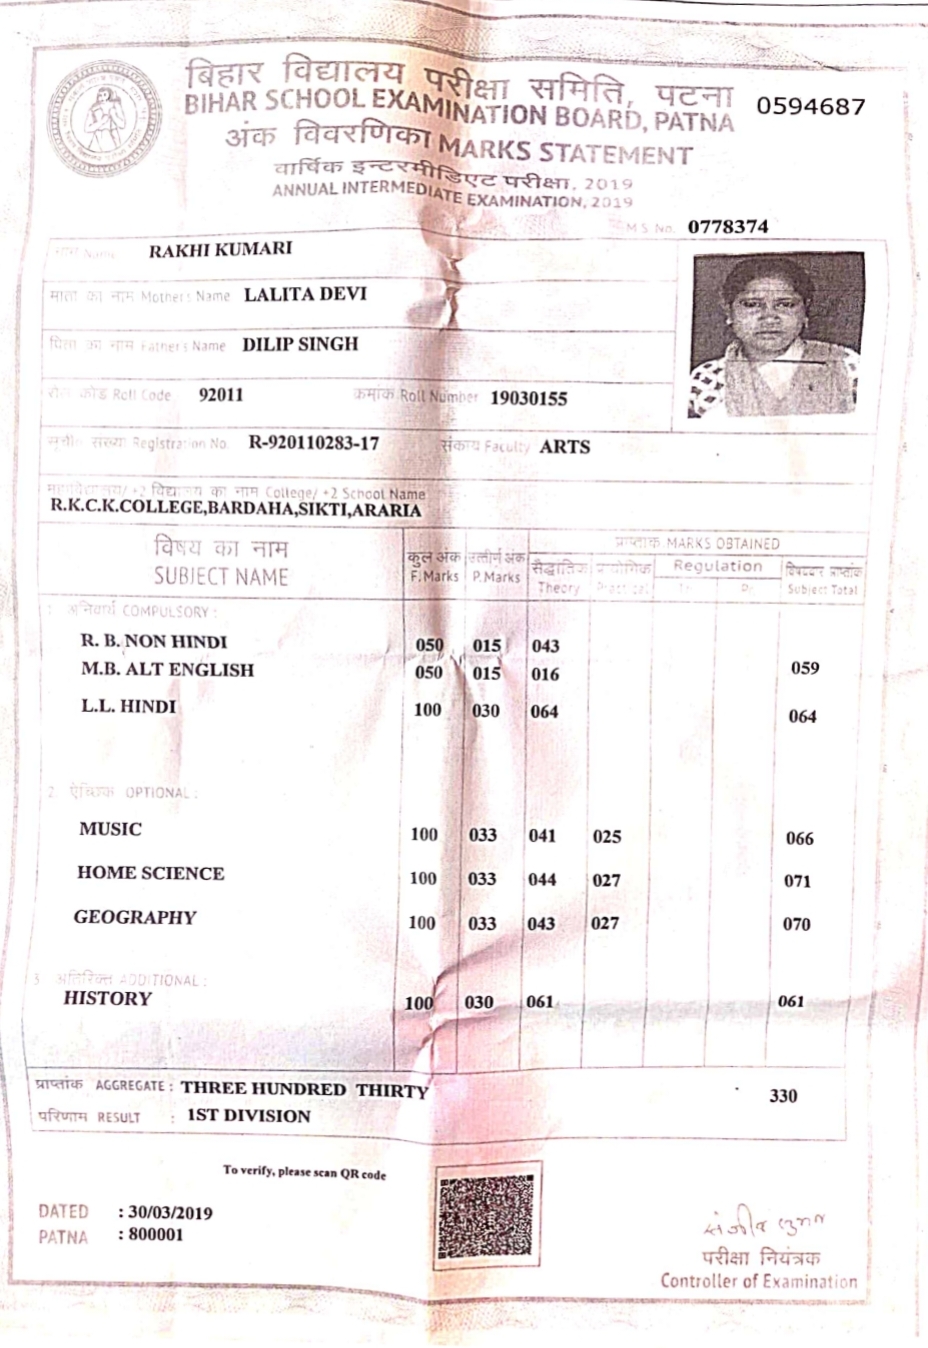 बिहार विद्यालय परीक्षा समिति, पटना
BIHAR SCHOOL EXAMINATION BOARD, PATNA
0594687
अंक विवरणिका MARKS STATEMENT
वार्षिक इन्टरमीडिएट परीक्षा, 2019
ANNUAL INTERMEDIATE EXAMINATION, 2019
M.S. No. 0778374
नाम Name RAKHI KUMARI
माता का नाम Mother's Name LALITA DEVI
पिता का नाम Father's Name DILIP SINGH
रोल कोड Roll Code 92011 क्रमांक Roll Number 19030155
सूची० संख्या Registration No. R-920110283-17 संकाय Faculty ARTS
महाविद्यालय/ +2 विद्यालय का नाम College/ +2 School Name
R.K.C.K.COLLEGE,BARDAHA,SIKTI,ARARIA
विषय का नाम कुल अंक उत्तीर्ण अंक प्राप्तांक MARKS OBTAINED
SUBJECT NAME F.Marks P.Marks सैद्धांतिक प्रायोगिक Regulation विषयवार प्राप्तांक
Theory Practical Th. Pr. Subject Total
1. अनिवार्य COMPULSORY :
R. B. NON HINDI 050 015 043
M.B. ALT ENGLISH 050 015 016 059
L.L. HINDI 100 030 064 064
2. ऐच्छिक OPTIONAL :
MUSIC 100 033 041 025 066
HOME SCIENCE 100 033 044 027 071
GEOGRAPHY 100 033 043 027 070
3. अतिरिक्त ADDITIONAL :
HISTORY 100 030 061 061
प्राप्तांक AGGREGATE : THREE HUNDRED THIRTY 330
परिणाम RESULT : 1ST DIVISION
To verify, please scan QR code
DATED : 30/03/2019
PATNA : 800001
परीक्षा नियंत्रक
Controller of Examination